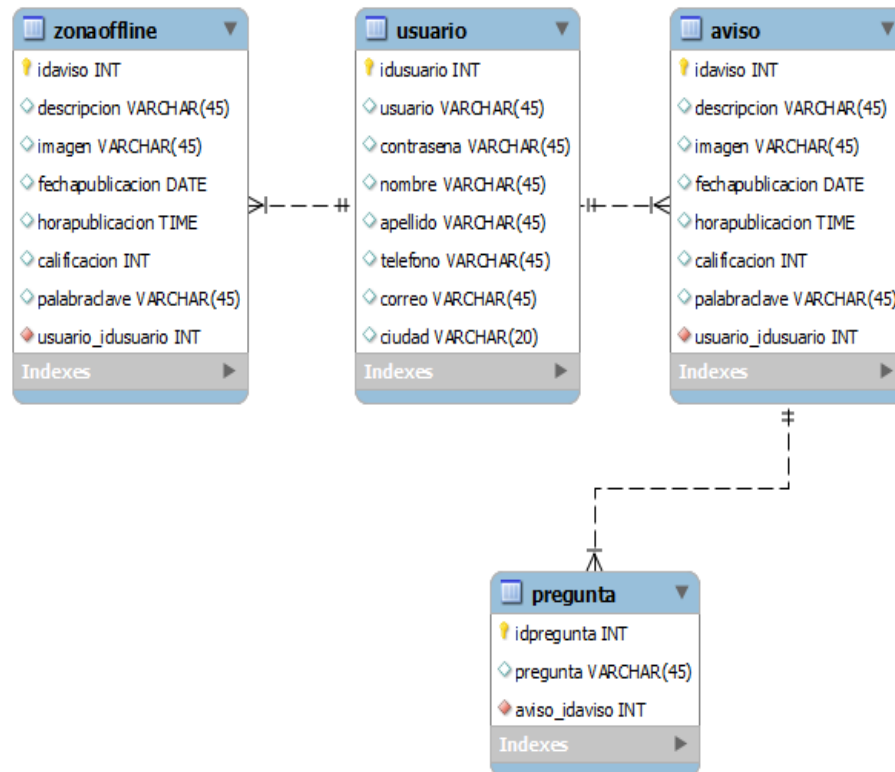 zonaoffline
idaviso INT
descripcion VARCHAR(45)
imagen VARCHAR(45)
fechapublicacion DATE
horapublicacion TIME
calificacion INT
palabraclave VARCHAR(45)
usuario_idusuario INT
Indexes
usuario
idusuario INT
usuario VARCHAR(45)
contrasena VARCHAR(45)
nombre VARCHAR(45)
apellido VARCHAR(45)
telefono VARCHAR(45)
correo VARCHAR(45)
ciudad VARCHAR(20)
Indexes
aviso
idaviso INT
descripcion VARCHAR(45)
imagen VARCHAR(45)
fechapublicacion DATE
horapublicacion TIME
calificacion INT
palabraclave VARCHAR(45)
usuario_idusuario INT
Indexes
pregunta
idpregunta INT
pregunta VARCHAR(45)
aviso_idaviso INT
Indexes